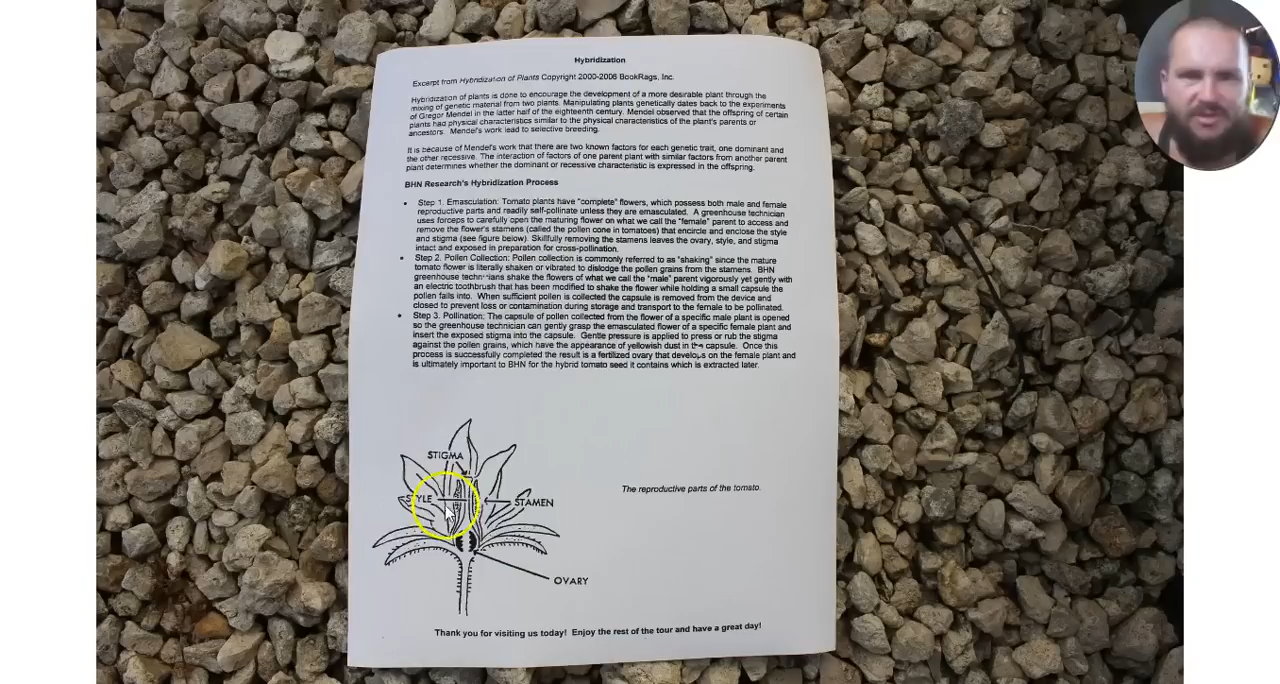 Hybridization
Excerpt from Hybridization of Plants Copyright 2000-2006 BookRags, Inc.
Hybridization of plants is done to encourage the development of a more desirable plant through the
mixing of genetic material from two plants. Manipulating plants genetically dates back to the experiments
of Gregor Mendel in the latter half of the eighteenth century. Mendel observed that the offspring of certain
plants had physical characteristics similar to the physical characteristics of the plant's parents or
ancestors. Mendel's work lead to selective breeding.
It is because of Mendel's work that there are two known factors for each genetic trait, one dominant and
the other recessive. The interaction of factors of one parent plant with similar factors from another parent
plant determines whether the dominant or recessive characteristic is expressed in the offspring.
BHN Research's Hybridization Process
• Step 1. Emasculation: Tomato plants have "complete" flowers, which possess both male and female
reproductive parts and readily self-pollinate unless they are emasculated. A greenhouse technician
uses forceps to carefully open the maturing flower on what we call the "female" parent to access and
remove the flower's stamens (called the pollen cone in tomatoes) that encircle and enclose the style
and stigma (see figure below). Skillfully removing the stamens leaves the ovary, style, and stigma
intact and exposed in preparation for cross-pollination.
• Step 2. Pollen Collection: Pollen collection is commonly referred to as "shaking" since the mature
tomato flower is literally shaken or vibrated to dislodge the pollen grains from the stamens. BHN
greenhouse technicians shake the flowers of what we call the "male" parent vigorously yet gently with
an electric toothbrush that has been modified to shake the flower while holding a small capsule the
pollen falls into. When sufficient pollen is collected the capsule is removed from the device and
closed to prevent loss or contamination during storage and transport to the female to be pollinated.
• Step 3. Pollination: The capsule of pollen collected from the flower of a specific male plant is opened
so the greenhouse technician can gently grasp the emasculated flower of a specific female plant and
insert the exposed stigma into the capsule. Gentle pressure is applied to press or rub the stigma
against the pollen grains, which have the appearance of yellowish dust in the capsule. Once this
process is successfully completed the result is a fertilized ovary that develops on the female plant and
is ultimately important to BHN for the hybrid tomato seed it contains which is extracted later.
STIGMA
STYLE
STAMEN
The reproductive parts of the tomato.
OVARY
Thank you for visiting us today! Enjoy the rest of the tour and have a great day!